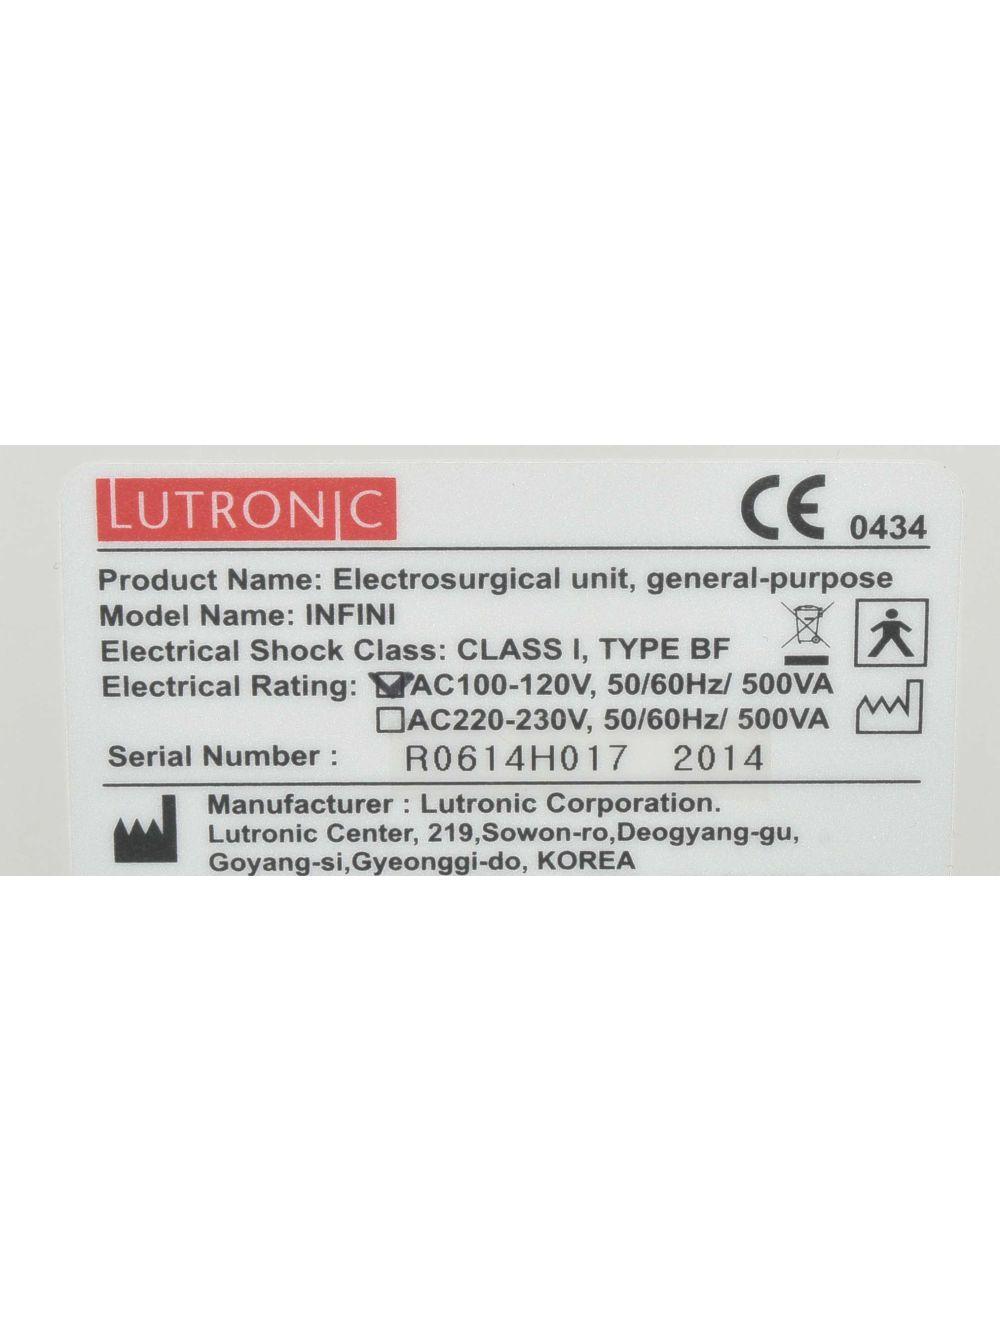 LUTRONIC
CE 0434
Product Name: Electrosurgical unit, general-purpose
Model Name: INFINI
Electrical Shock Class: CLASS I, TYPE BF
Electrical Rating: AC100-120V, 50/60Hz/ 500VA
AC220-230V, 50/60Hz/ 500VA
Serial Number : R0614H017 2014
Manufacturer : Lutronic Corporation.
Lutronic Center, 219,Sowon-ro,Deogyang-gu,
Goyang-si,Gyeonggi-do, KOREA